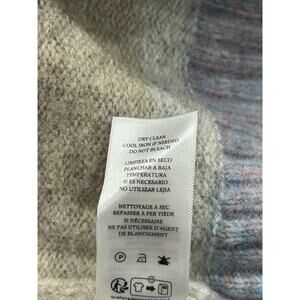 DRY CLEAN
COOL IRON IF NEEDED
DO NOT BLEACH
LIMPIEZA EN SECO
PLANCHAR A BAJA
TEMPERATURA
SI ES NECESARIO
NO UTILIZAR LEJIA
NETTOYAGE À SEC
REPASSER À FER TIÈDE
SI NÉCESSAIRE
NE PAS UTILISER D'AGENT
DE BLANCHIMENT